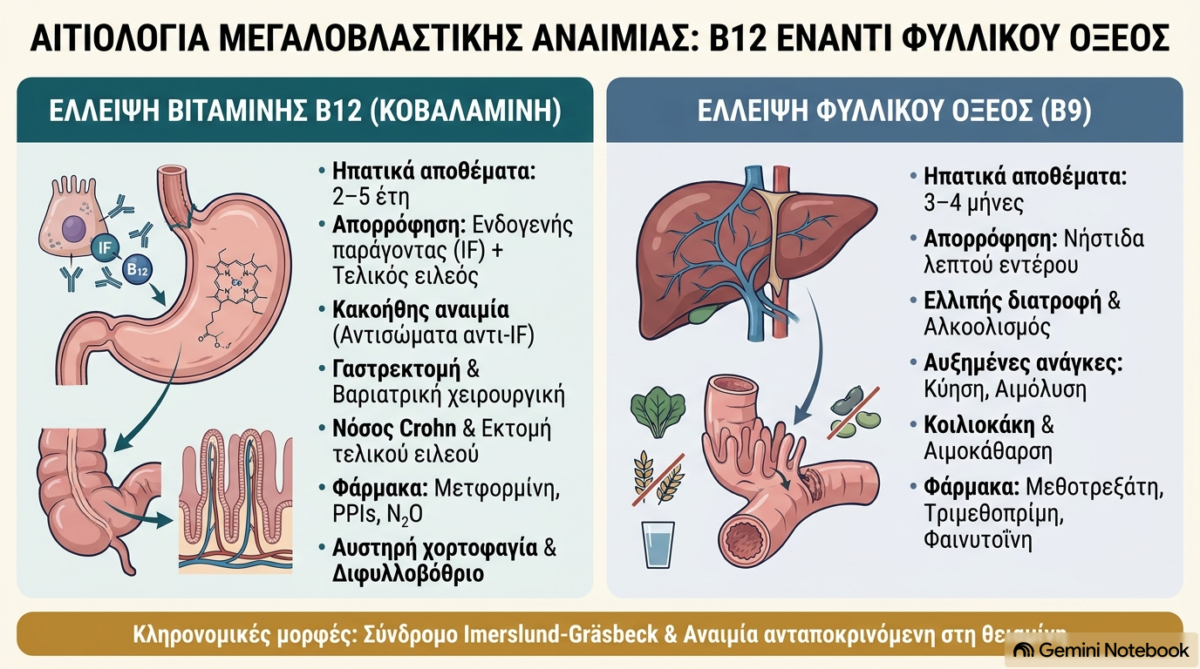 ΑΙΤΙΟΛΟΓΙΑ ΜΕΓΑΛΟΒΛΑΣΤΙΚΗΣ ΑΝΑΙΜΙΑΣ: Β12 ΕΝΑΝΤΙ ΦΥΛΛΙΚΟΥ ΟΞΕΟΣ
ΕΛΛΕΙΨΗ ΒΙΤΑΜΙΝΗΣ Β12 (ΚΟΒΑΛΑΜΙΝΗ)
IF
B₁₂
• Ηπατικά αποθέματα:
2–5 έτη
• Απορρόφηση: Ενδογενής
παράγοντας (IF) +
Τελικός ειλεός
• Κακοήθης αναιμία
(Αντισώματα αντι-IF)
• Γαστρεκτομή &
Βαριατρική χειρουργική
• Νόσος Crohn & Εκτομή
τελικού ειλεού
• Φάρμακα: Μετφορμίνη,
PPIs, N₂O
• Αυστηρή χορτοφαγία &
Διφυλλοβόθριο
ΕΛΛΕΙΨΗ ΦΥΛΛΙΚΟΥ ΟΞΕΟΣ (Β9)
• Ηπατικά αποθέματα:
3–4 μήνες
• Απορρόφηση: Νήστιδα
λεπτού εντέρου
• Ελλιπής διατροφή &
Αλκοολισμός
• Αυξημένες ανάγκες:
Κύηση, Αιμόλυση
• Κοιλιοκάκη &
Αιμοκάθαρση
• Φάρμακα: Μεθοτρεξάτη,
Τριμεθοπρίμη,
Φαινυτοΐνη
Κληρονομικές μορφές: Σύνδρομο Imerslund-Gräsbeck & Αναιμία ανταποκρινόμενη στη θειαμίνη
Gemini Notebook